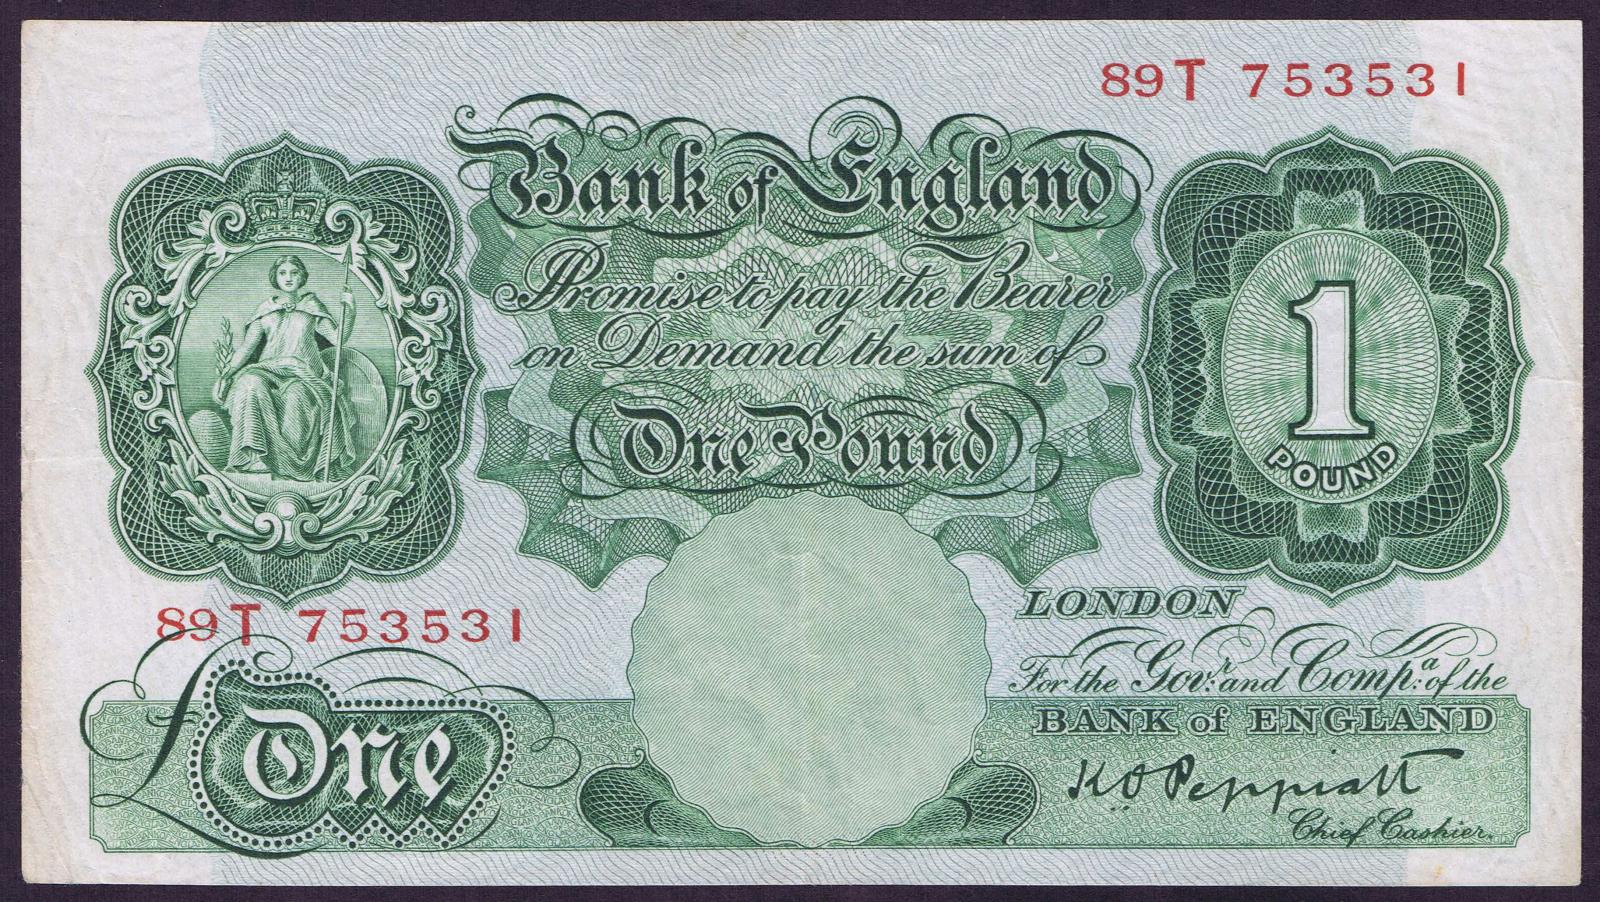 89T 753531
Bank of England
Promise to pay the Bearer
on Demand the sum of
One Pound
1
POUND
89T 753531
£One
LONDON
For the Govr. and Compa. of the
BANK of ENGLAND
K O Peppiatt
Chief Cashier.